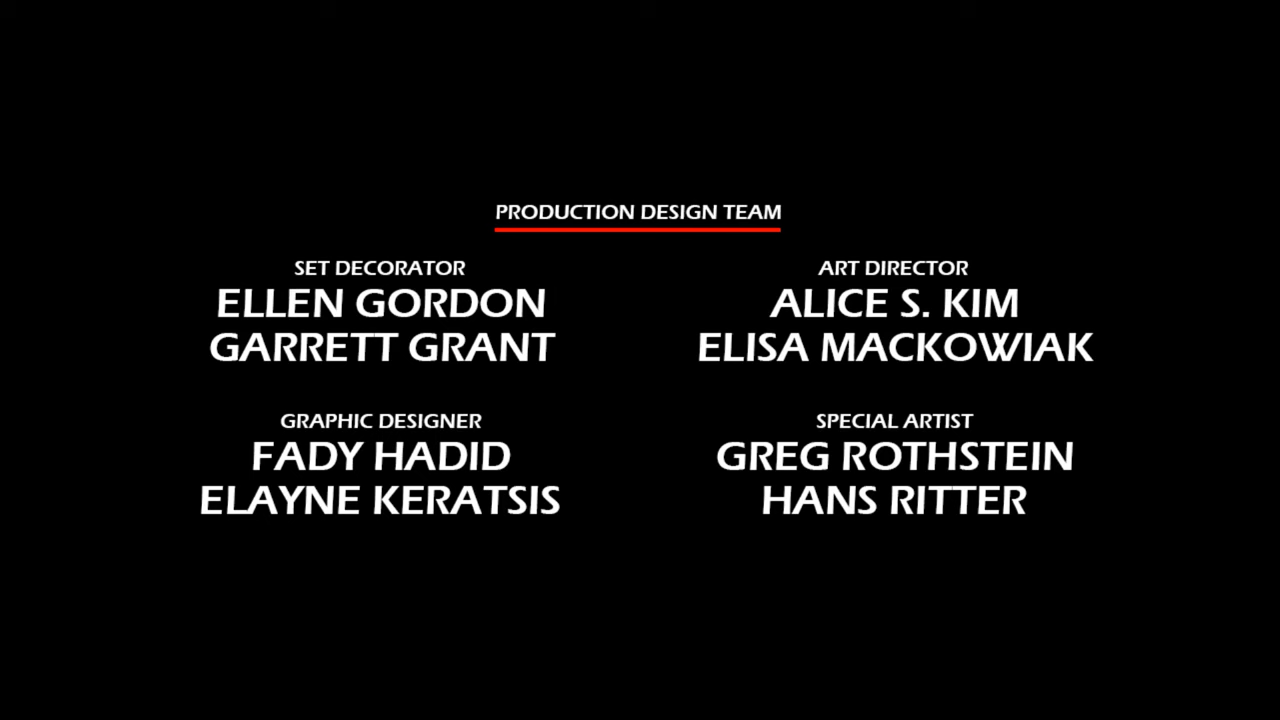 PRODUCTION DESIGN TEAM
SET DECORATOR
ELLEN GORDON
GARRETT GRANT
ART DIRECTOR
ALICE S. KIM
ELISA MACKOWIAK
GRAPHIC DESIGNER
FADY HADID
ELAYNE KERATSIS
SPECIAL ARTIST
GREG ROTHSTEIN
HANS RITTER